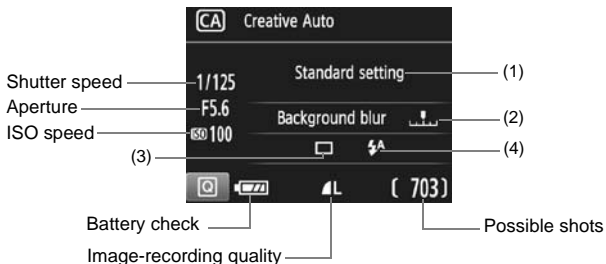 CA Creative Auto
Shutter speed
1/125
Standard setting
(1)
Aperture
F5.6
Background blur
(2)
ISO speed
ISO 100
(3)
(4)
Q
L
[ 703]
Battery check
Possible shots
Image-recording quality